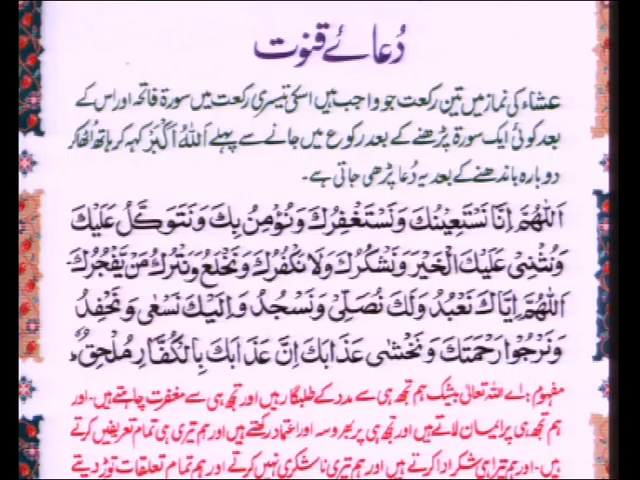 دُعائے قنوت
عشاء کی نماز میں تین رکعت جو واجب ہیں اسکی تیسری رکعت میں سورۃ فاتحہ اور اس کے
بعد کوئی ایک سورۃ پڑھنے کے بعد رکوع میں جانے سے پہلے اَللّٰهُ اَکْبَرْ کہہ کر ہاتھ اُٹھا کر
دوبارہ باندھنے کے بعد یہ دُعا پڑھی جاتی ہے۔
اَللّٰهُمَّ اِنَّا نَسْتَعِيْنُكَ وَنَسْتَغْفِرُكَ وَنُؤْمِنُ بِكَ وَنَتَوَكَّلُ عَلَيْكَ
وَنُثْنِیْ عَلَيْكَ الْخَيْرَ وَنَشْكُرُكَ وَلَا نَكْفُرُكَ وَنَخْلَعُ وَنَتْرُكُ مَنْ يَّفْجُرُكَ
اَللّٰهُمَّ اِيَّاكَ نَعْبُدُ وَلَكَ نُصَلِّیْ وَنَسْجُدُ وَاِلَيْكَ نَسْعٰی وَنَحْفِدُ
وَنَرْجُوْا رَحْمَتَكَ وَنَخْشٰی عَذَابَكَ اِنَّ عَذَابَكَ بِالْكُفَّارِ مُلْحِقٌ
مفہوم: اے اللہ تعالیٰ بیشک ہم تجھ ہی سے مدد کے طلبگار ہیں اور تجھ ہی سے مغفرت چاہتے ہیں۔ اور
ہم تجھ ہی پر ایمان لاتے ہیں اور تجھ ہی پر بھروسہ اور اعتماد رکھتے ہیں اور ہم تیری ہی تمام تعریفیں کرتے
ہیں۔ اور ہم تیرا ہی شکر ادا کرتے ہیں اور ہم تیری ناشکری نہیں کرتے اور ہم تمام تعلقات توڑ دیتے